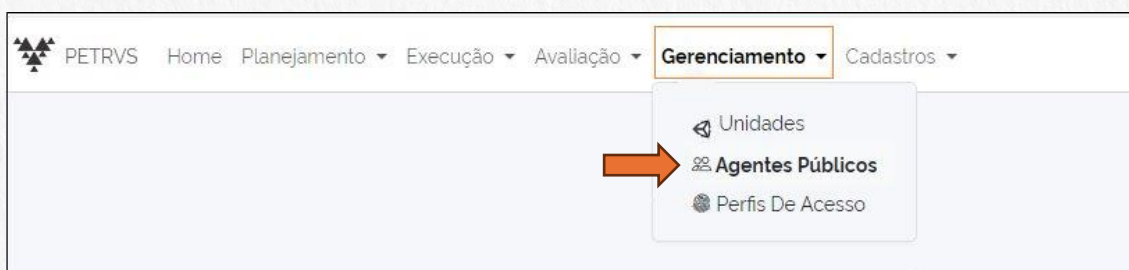 PETRVS Home Planejamento Execução Avaliação Gerenciamento Cadastros
Unidades
Agentes Públicos
Perfis De Acesso